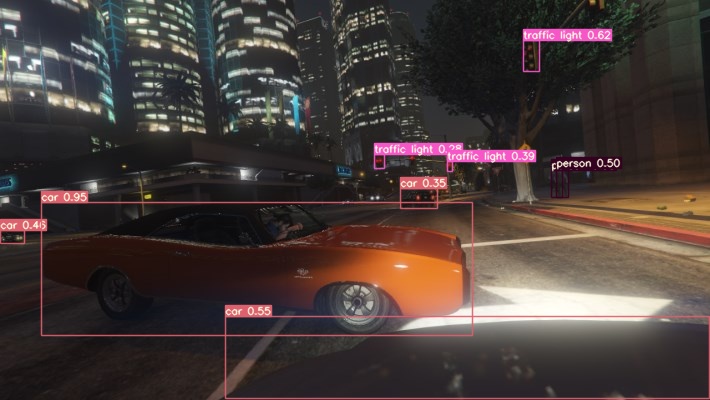 traffic light 0.62
traffic light 0.28
traffic light 0.39
person 0.50
car 0.35
car 0.95
car 0.46
car 0.55